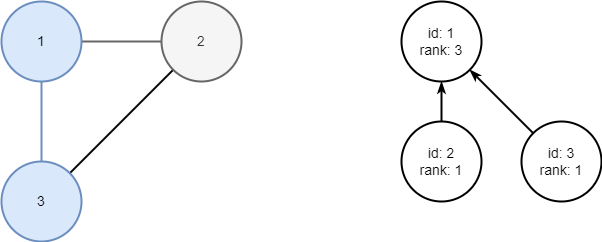 1
2
3
id: 1
rank: 3
id: 2
rank: 1
id: 3
rank: 1